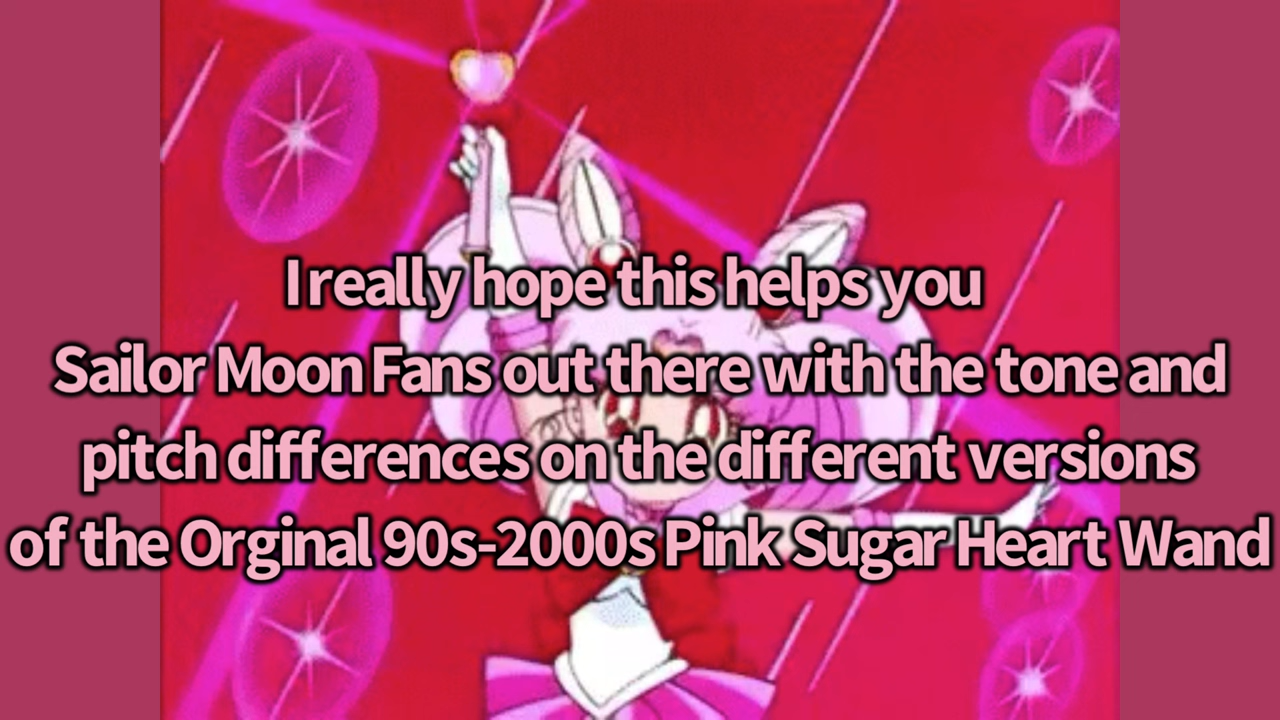 I really hope this helps you
Sailor Moon Fans out there with the tone and
pitch differences on the different versions
of the Orginal 90s-2000s Pink Sugar Heart Wand